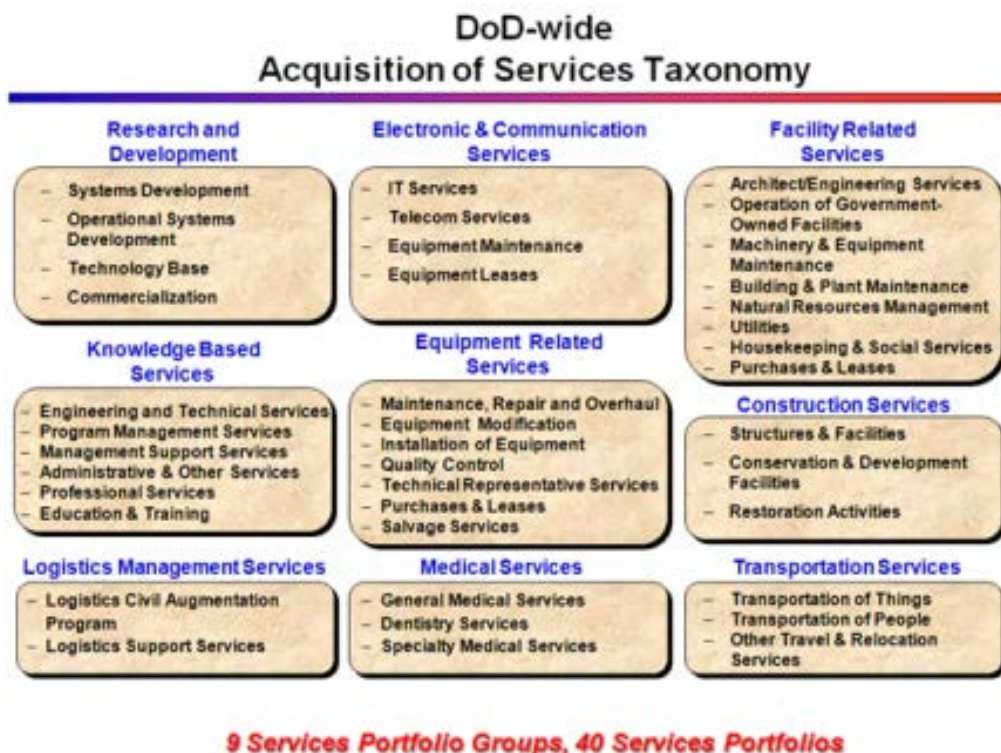 DoD-wide
Acquisition of Services Taxonomy
Research and
Development
– Systems Development
– Operational Systems
Development
– Technology Base
– Commercialization
Electronic & Communication
Services
– IT Services
– Telecom Services
– Equipment Maintenance
– Equipment Leases
Facility Related
Services
– Architect/Engineering Services
– Operation of Government-
Owned Facilities
– Machinery & Equipment
Maintenance
– Building & Plant Maintenance
– Natural Resources Management
– Utilities
– Housekeeping & Social Services
– Purchases & Leases
Knowledge Based
Services
– Engineering and Technical Services
– Program Management Services
– Management Support Services
– Administrative & Other Services
– Professional Services
– Education & Training
Equipment Related
Services
– Maintenance, Repair and Overhaul
– Equipment Modification
– Installation of Equipment
– Quality Control
– Technical Representative Services
– Purchases & Leases
– Salvage Services
Construction Services
– Structures & Facilities
– Conservation & Development
Facilities
– Restoration Activities
Logistics Management Services
– Logistics Civil Augmentation
Program
– Logistics Support Services
Medical Services
– General Medical Services
– Dentistry Services
– Specialty Medical Services
Transportation Services
– Transportation of Things
– Transportation of People
– Other Travel & Relocation
Services
9 Services Portfolio Groups, 40 Services Portfolios